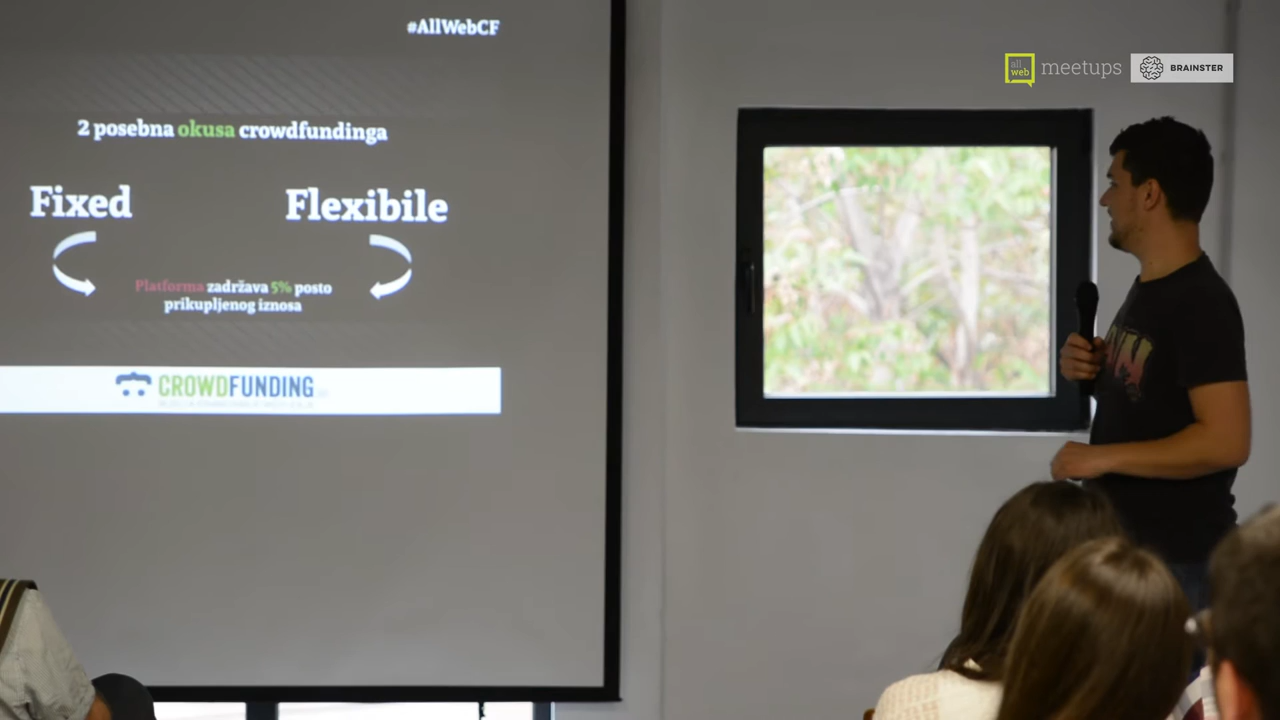 #AllWebCF
all web meetups
BRAINSTER
2 posebna okusa crowdfundinga
Fixed
Flexibile
Platforma zadržava 5% posto
prikupljenog iznosa
CROWDFUNDING